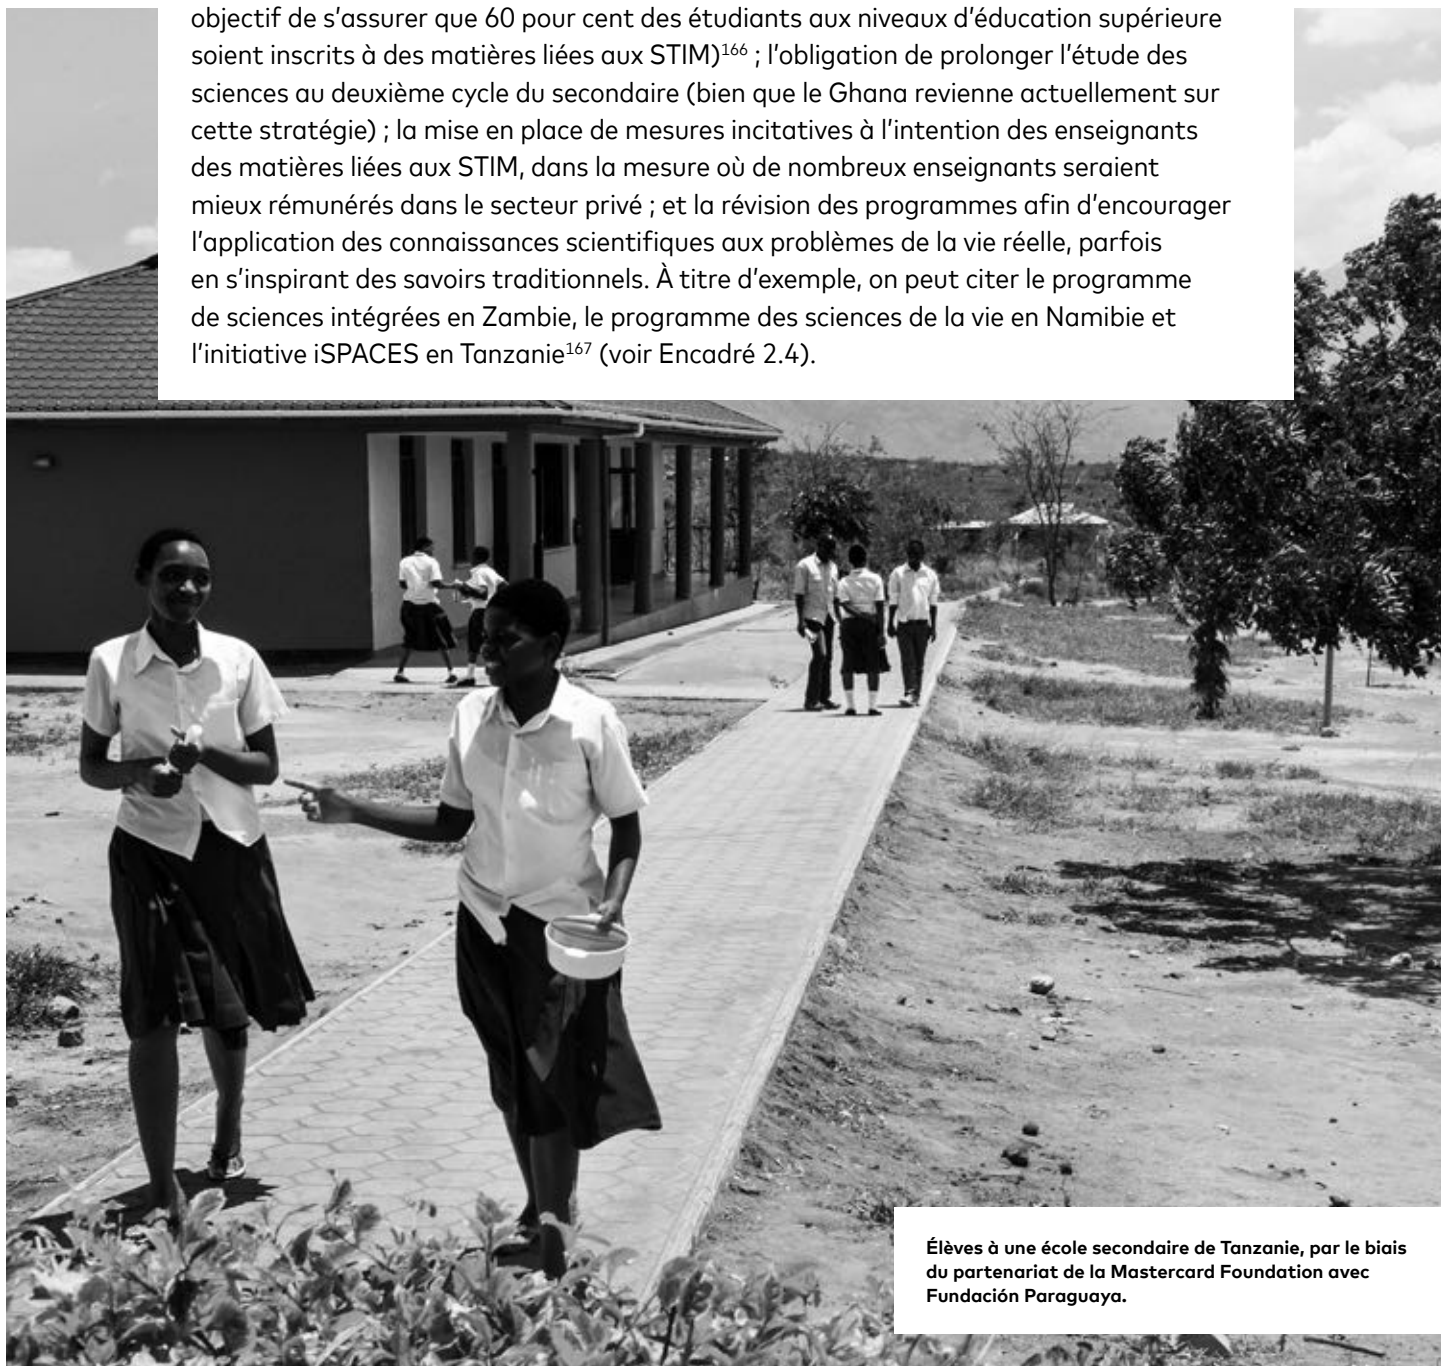 objectif de s’assurer que 60 pour cent des étudiants aux niveaux d’éducation supérieure
soient inscrits à des matières liées aux STIM)¹⁶⁶ ; l’obligation de prolonger l’étude des
sciences au deuxième cycle du secondaire (bien que le Ghana revienne actuellement sur
cette stratégie) ; la mise en place de mesures incitatives à l’intention des enseignants
des matières liées aux STIM, dans la mesure où de nombreux enseignants seraient
mieux rémunérés dans le secteur privé ; et la révision des programmes afin d’encourager
l’application des connaissances scientifiques aux problèmes de la vie réelle, parfois
en s’inspirant des savoirs traditionnels. À titre d’exemple, on peut citer le programme
de sciences intégrées en Zambie, le programme des sciences de la vie en Namibie et
l’initiative iSPACES en Tanzanie¹⁶⁷ (voir Encadré 2.4).
Élèves à une école secondaire de Tanzanie, par le biais
du partenariat de la Mastercard Foundation avec
Fundación Paraguaya.